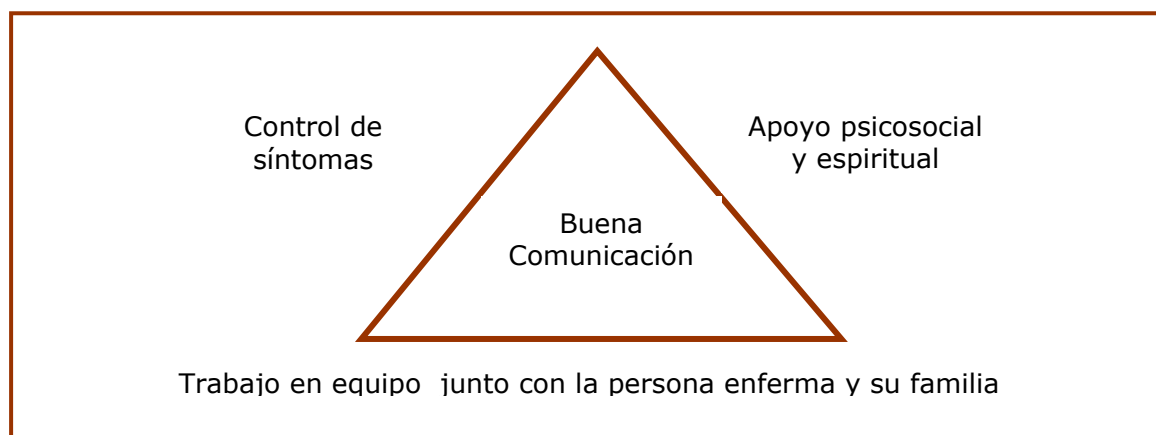 Control de
síntomas
Apoyo psicosocial
y espiritual
Buena
Comunicación
Trabajo en equipo  junto con la persona enferma y su familia